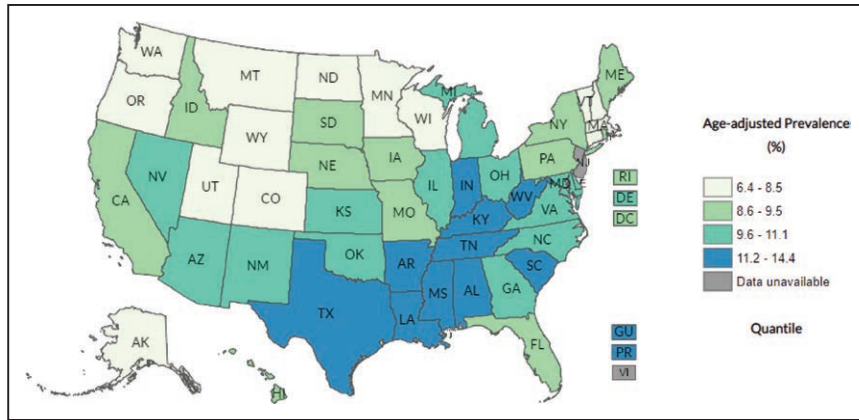 WA
MT
ND
MN
ME
OR
ID
SD
WI
MI
VT
NY
MA
WY
IA
PA
NJ
NE
NV
UT
CO
IL
IN
OH
MD
WV
VA
CA
KS
MO
KY
NC
TN
AZ
NM
OK
AR
SC
MS
AL
GA
TX
LA
FL
AK
HI
RI
DE
DC
GU
PR
VI
Age-adjusted Prevalence
(%)
6.4 - 8.5
8.6 - 9.5
9.6 - 11.1
11.2 - 14.4
Data unavailable
Quantile